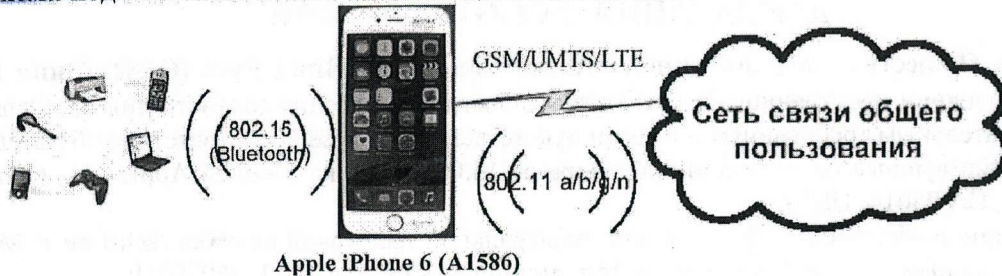 GSM/UMTS/LTE
802.15
(Bluetooth)
802.11 a/b/g/n
Сеть связи общего
пользования
Apple iPhone 6 (A1586)